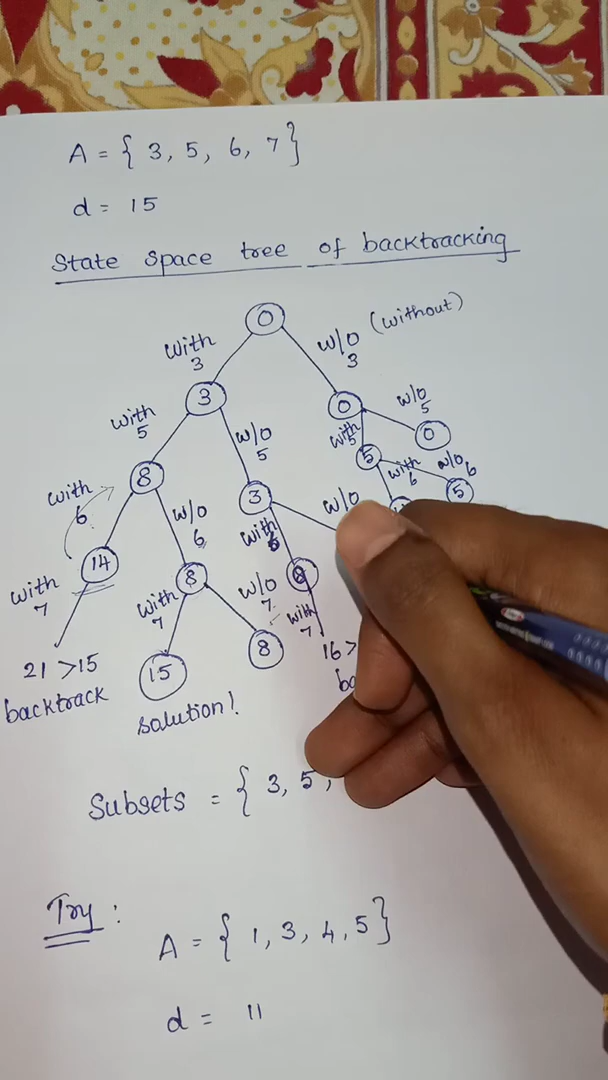 A = { 3, 5, 6, 7 }
d = 15
State space tree of backtracking
0
With 3
w/o 3
(without)
3
0
w/o 5
With 5
w/o 5
with 5
0
8
3
5
with 6
w/o 6
5
with 6
w/o 6
With 6
w/o
14
8
with 7
With 7
w/o 7
with 7
21 >15
backtrack
15
8
16 >
solution!
Subsets = { 3, 5,
Try :
A = { 1, 3, 4, 5 }
d = 11